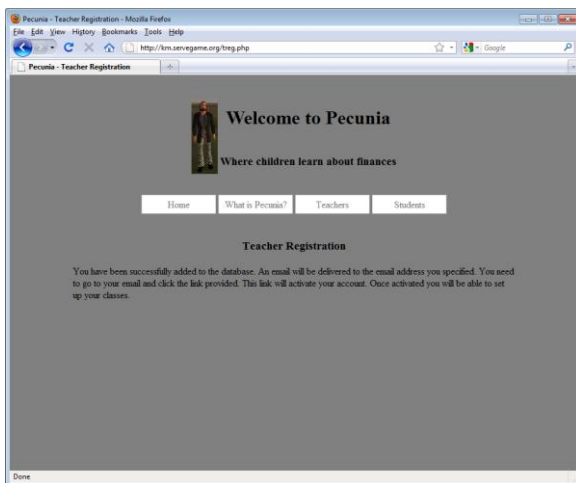 Pecunia - Teacher Registration - Mozilla Firefox
File Edit View History Bookmarks Tools Help
http://km.servegame.org/treg.php
Google
Pecunia - Teacher Registration
Welcome to Pecunia
Where children learn about finances
Home What is Pecunia? Teachers Students
Teacher Registration
You have been successfully added to the database. An email will be delivered to the email address you specified. You need
to go to your email and click the link provided. This link will activate your account. Once activated you will be able to set
up your classes.
Done